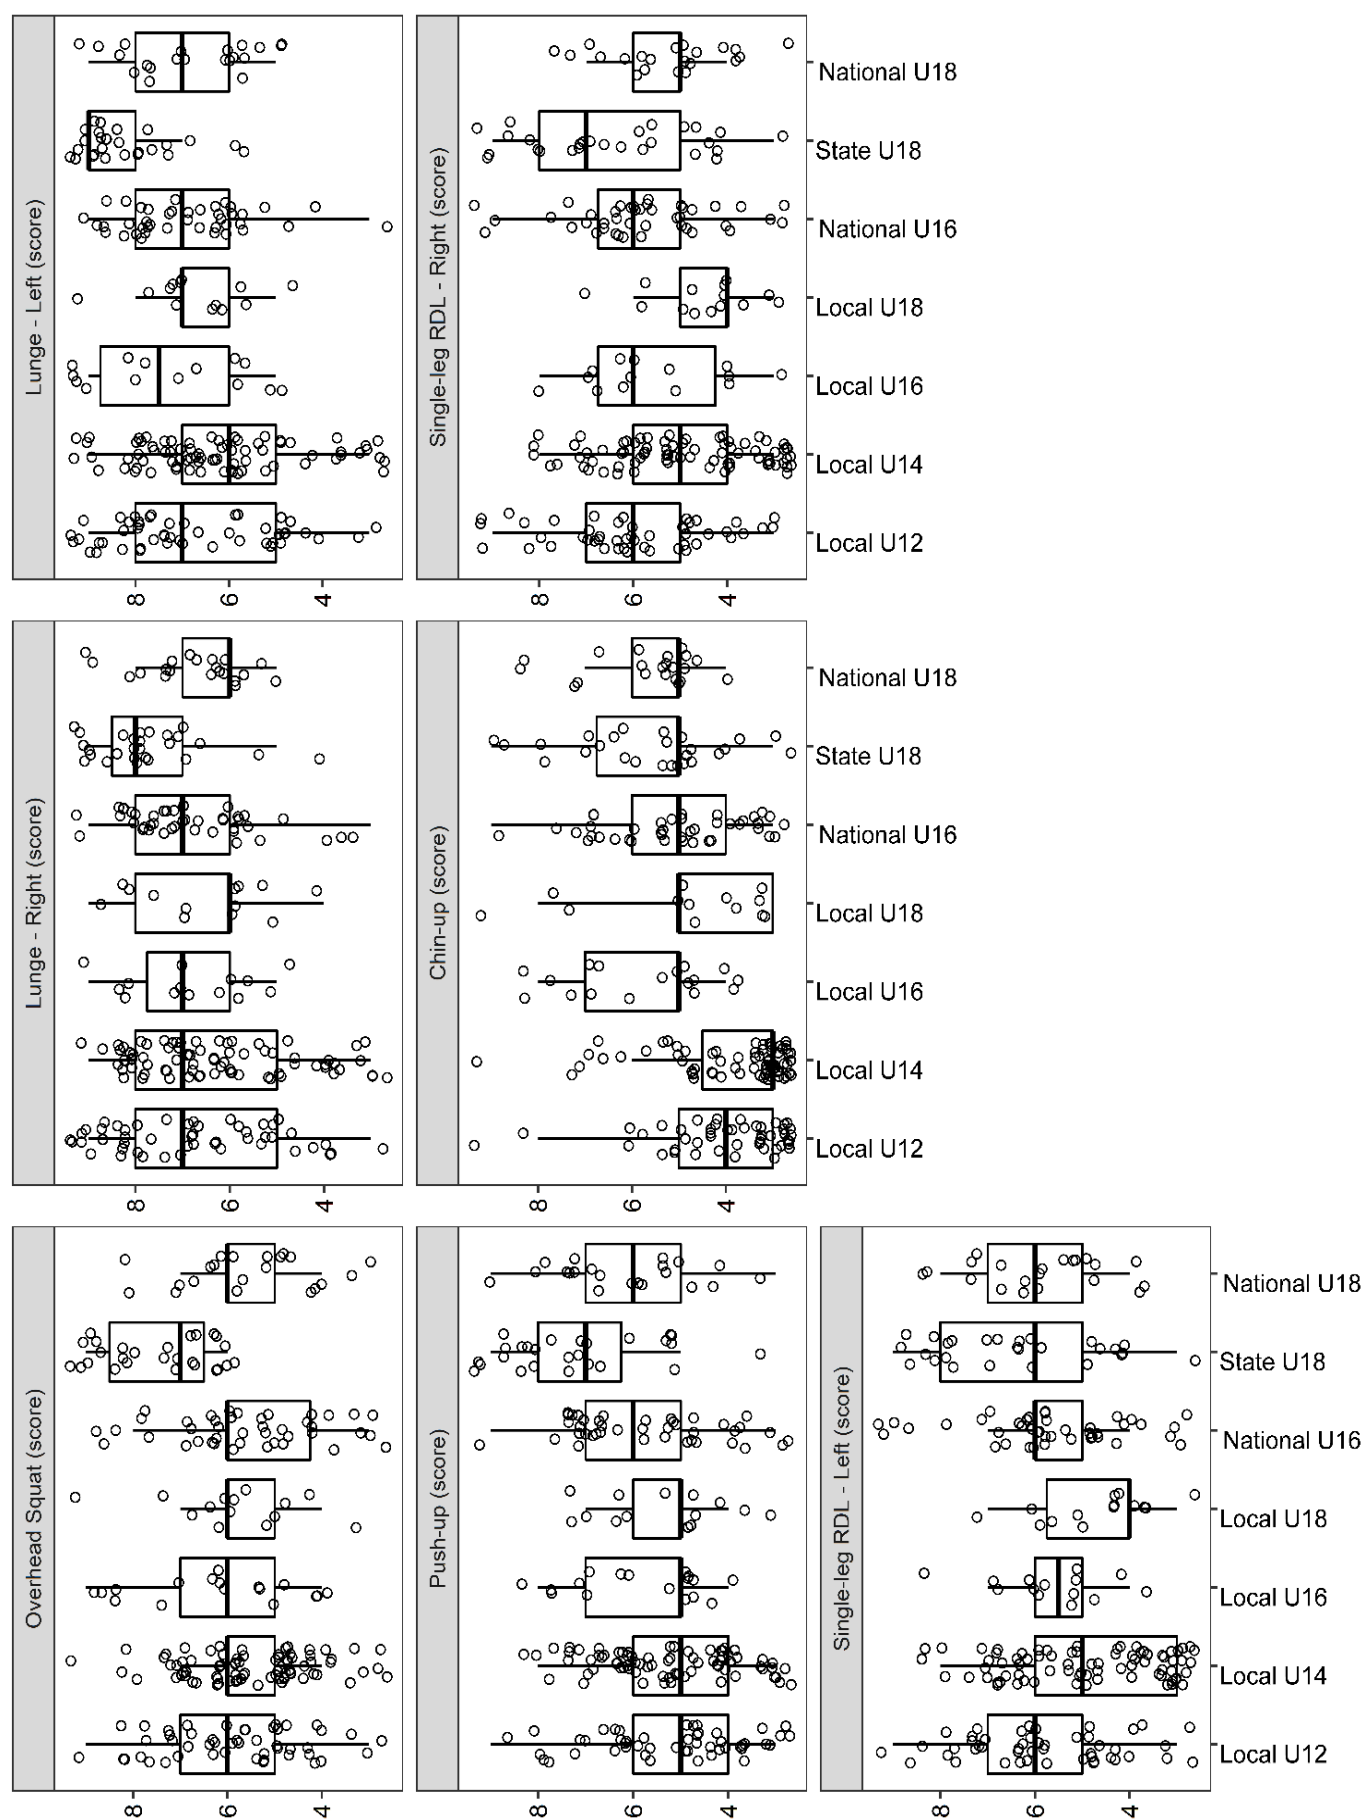 Lunge - Left (score)
8
6
4
Single-leg RDL - Right (score)
8
6
4
National U18
State U18
National U16
Local U18
Local U16
Local U14
Local U12
Lunge - Right (score)
8
6
4
Chin-up (score)
8
6
4
National U18
State U18
National U16
Local U18
Local U16
Local U14
Local U12
Overhead Squat (score)
8
6
4
Push-up (score)
8
6
4
Single-leg RDL - Left (score)
8
6
4
National U18
State U18
National U16
Local U18
Local U16
Local U14
Local U12